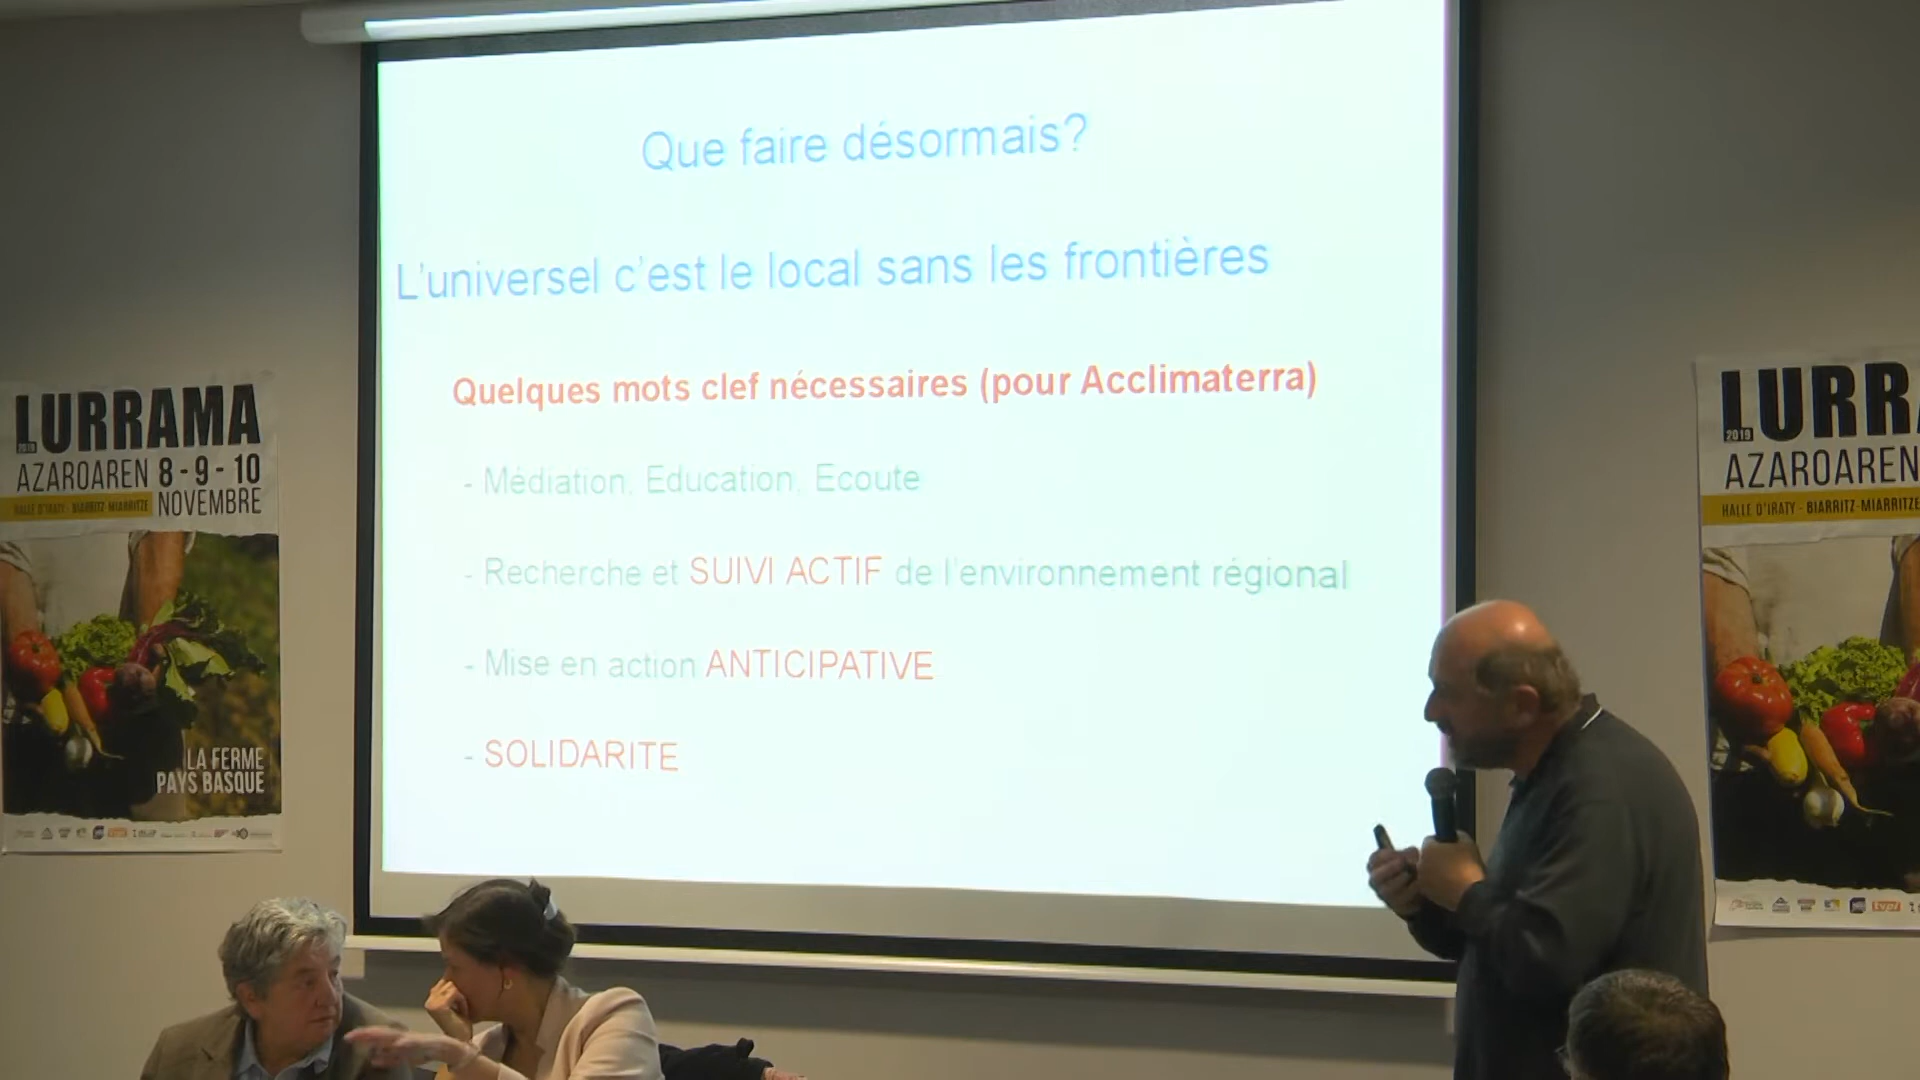 Que faire désormais?
L'universel c'est le local sans les frontières
Quelques mots clef nécessaires (pour Acclimaterra)
- Médiation, Education, Ecoute
- Recherche et SUIVI ACTIF de l'environnement régional
- Mise en action ANTICIPATIVE
- SOLIDARITE
LURRAMA
2019
AZAROAREN 8-9-10
HALLE D'IRATY - BIARRITZ-MIARRITZE
NOVEMBRE
LA FERME
PAYS BASQUE
LURR
2019
AZAROAREN
HALLE D'IRATY - BIARRITZ-MIARRITZE
tvpi